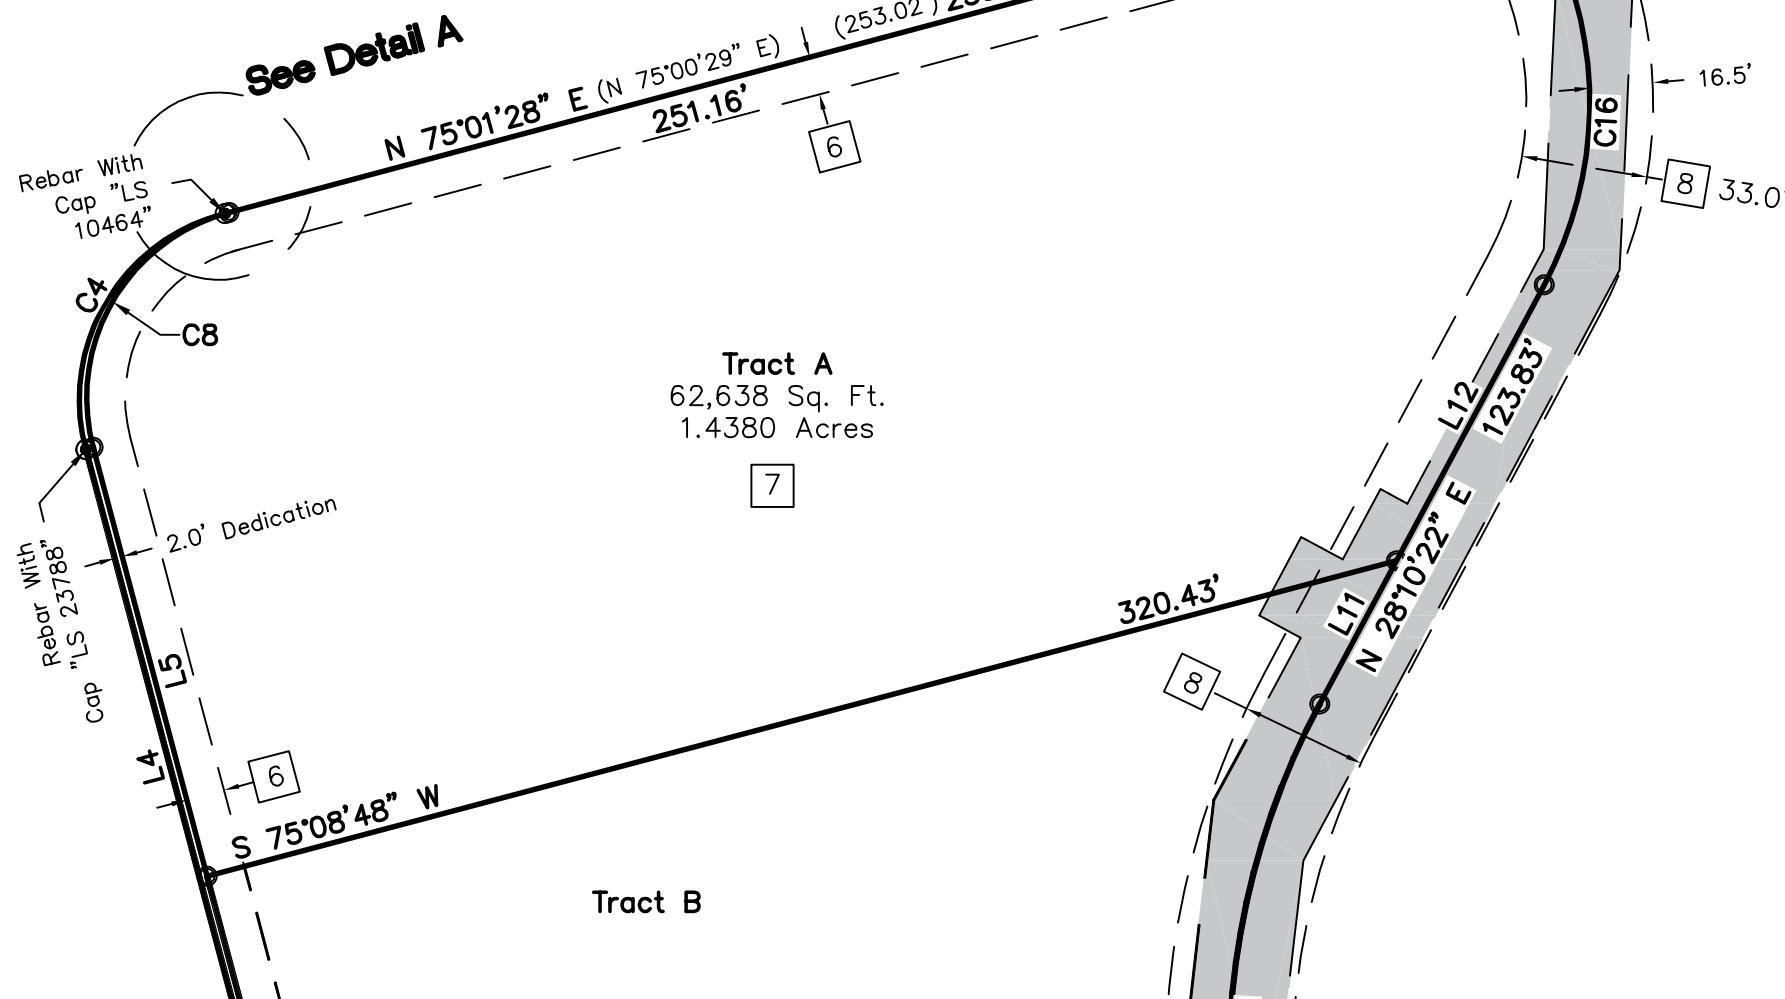 See Detail A
(253.02')
N 75°01'28" E (N 75°00'29" E)
251.16'
16.5'
C16
6
8 33.0'
Rebar With
Cap "LS
10464"
C4
C8
Tract A
62,638 Sq. Ft.
1.4380 Acres
7
L12
123.83'
2.0' Dedication
Rebar With
Cap "LS 23788"
N 28°10'22" E
L11
320.43'
L5
8
L4
6
S 75°08'48" W
Tract B